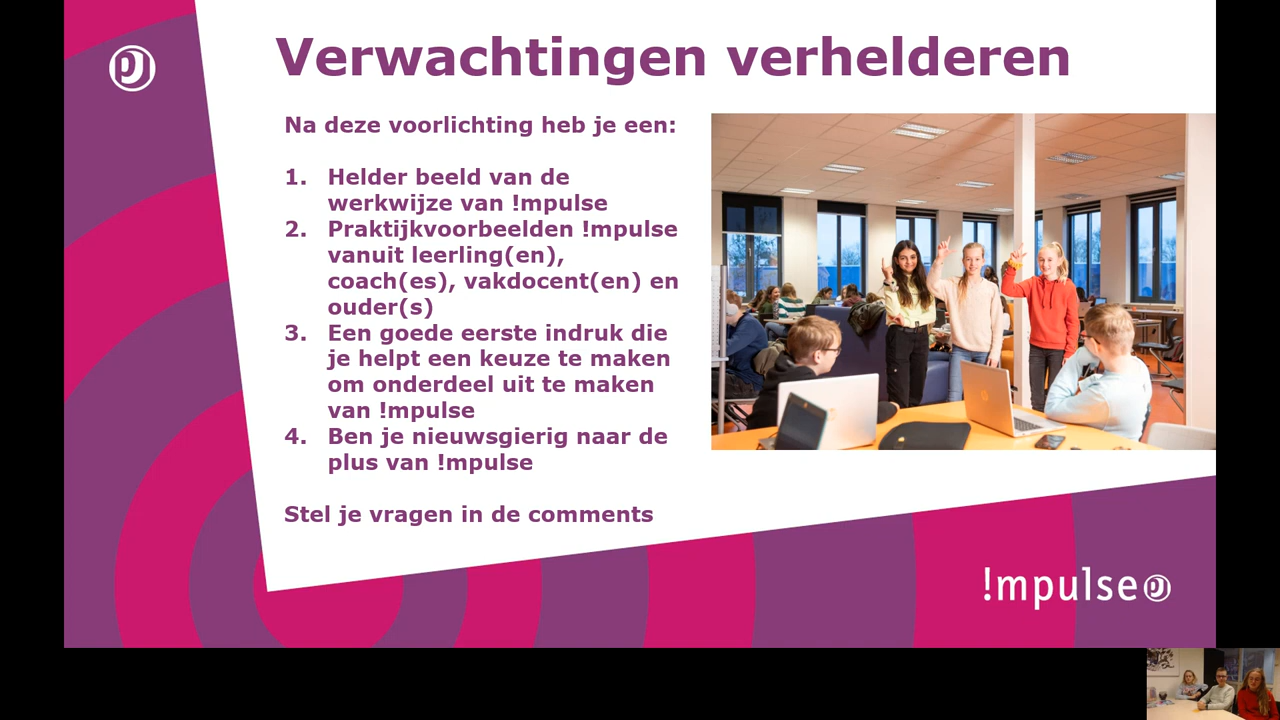 Verwachtingen verhelderen
Na deze voorlichting heb je een:
1. Helder beeld van de
werkwijze van !mpulse
2. Praktijkvoorbeelden !mpulse
vanuit leerling(en),
coach(es), vakdocent(en) en
ouder(s)
3. Een goede eerste indruk die
je helpt een keuze te maken
om onderdeel uit te maken
van !mpulse
4. Ben je nieuwsgierig naar de
plus van !mpulse
Stel je vragen in de comments
!mpulse